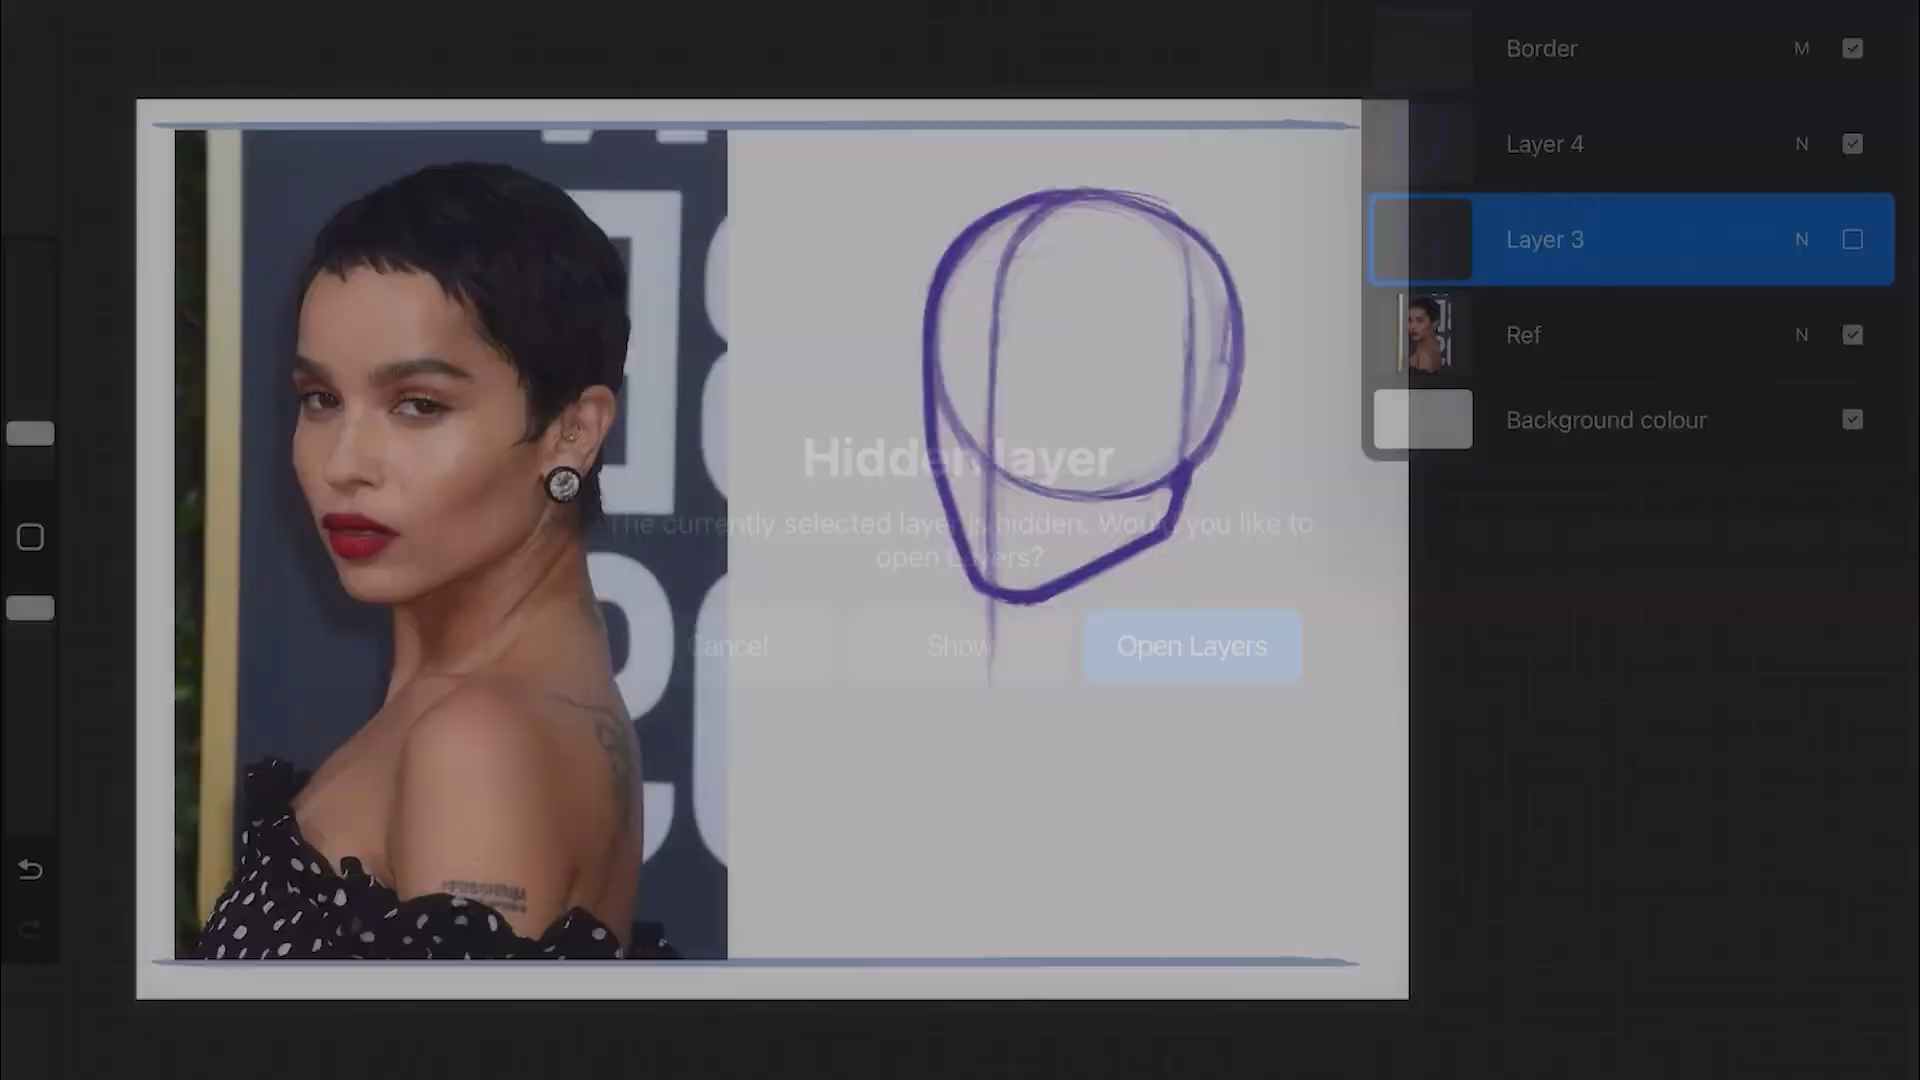 Border M
Layer 4 N
Layer 3 N
Ref N
Background colour
Hidden layer
The currently selected layer is hidden. Would you like to
open Layers?
Cancel
Show
Open Layers